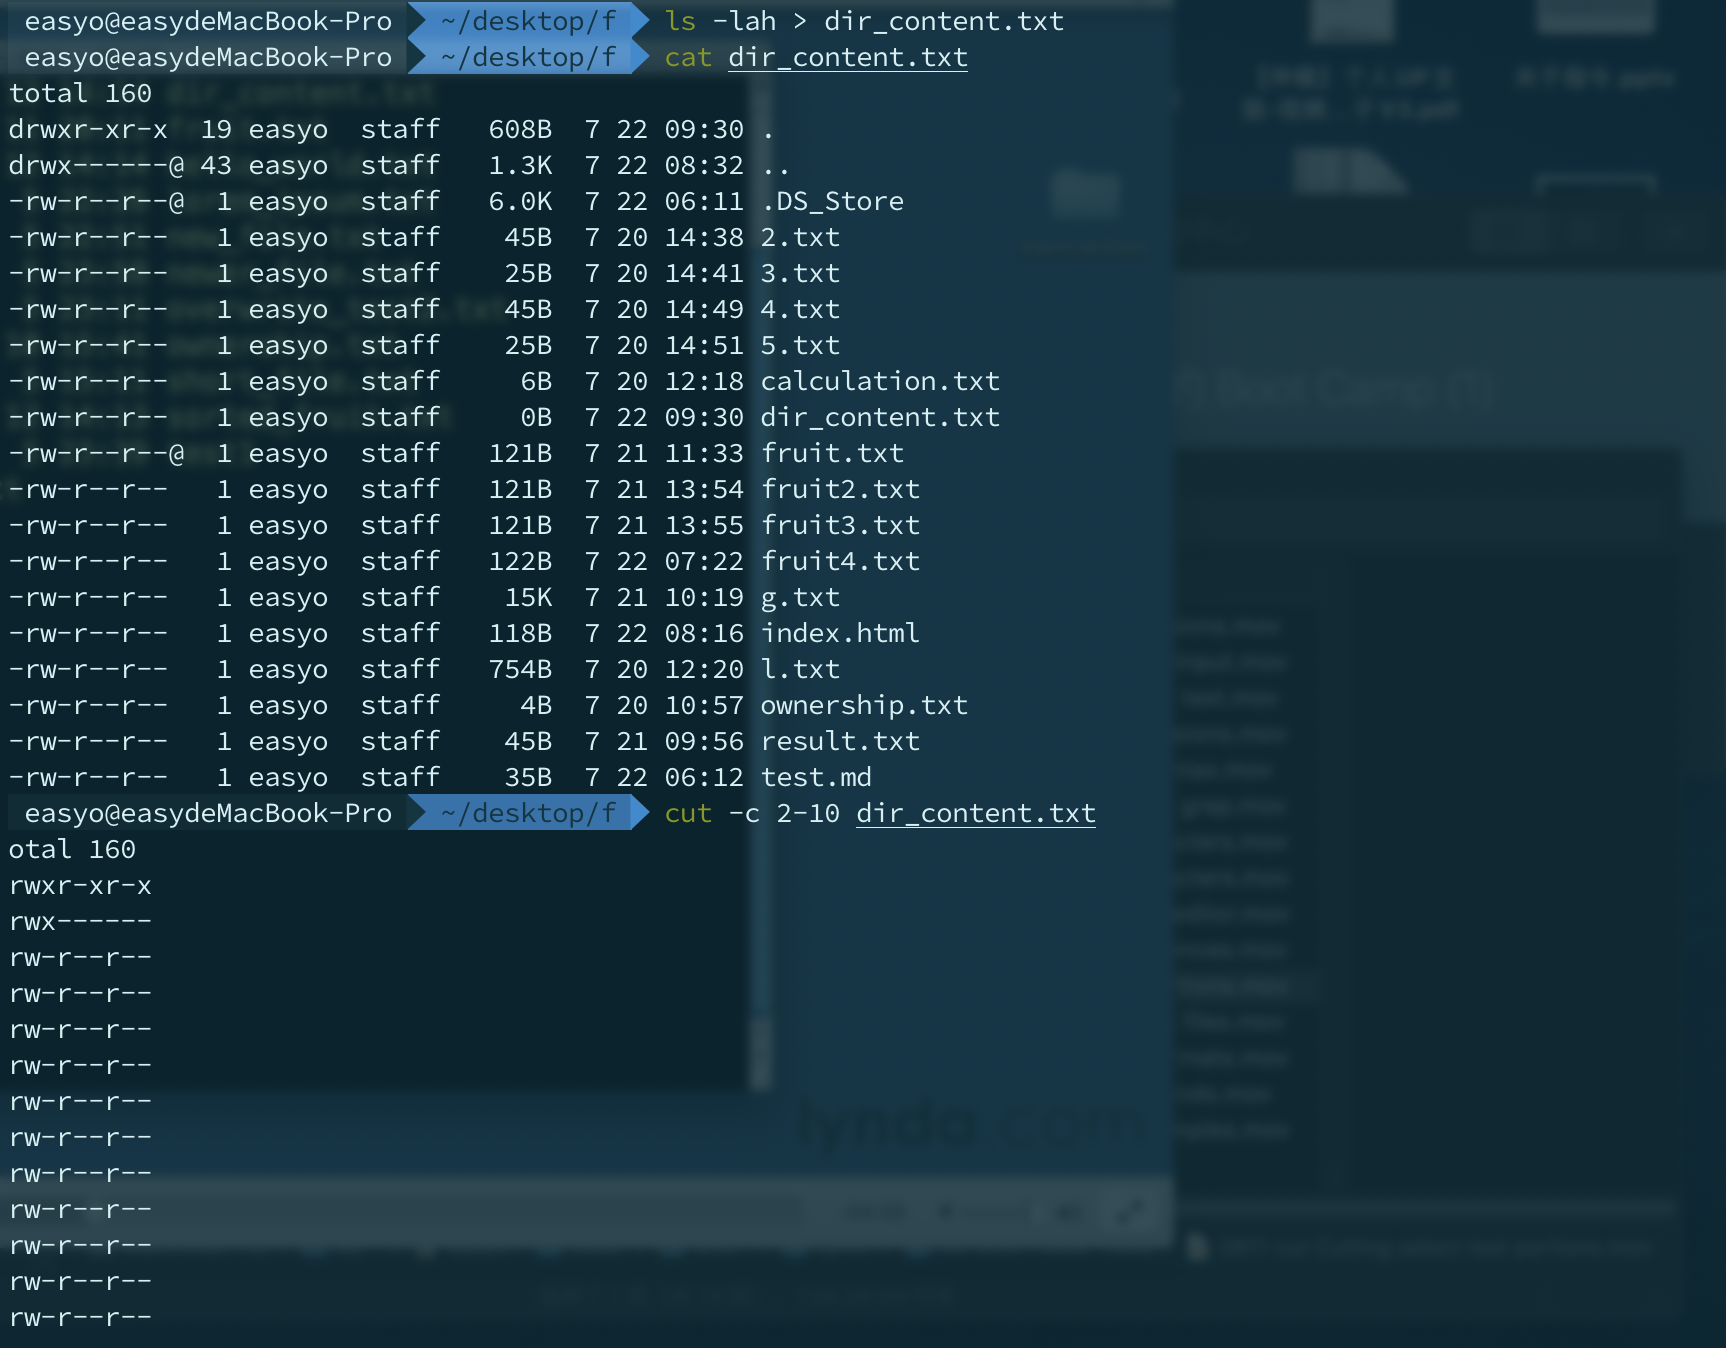 easyo@easydeMacBook-Pro ~/desktop/f ls -lah > dir_content.txt
easyo@easydeMacBook-Pro ~/desktop/f cat dir_content.txt
total 160
drwxr-xr-x  19 easyo  staff   608B  7 22 09:30 .
drwx------@ 43 easyo  staff   1.3K  7 22 08:32 ..
-rw-r--r--@  1 easyo  staff   6.0K  7 22 06:11 .DS_Store
-rw-r--r--   1 easyo  staff    45B  7 20 14:38 2.txt
-rw-r--r--   1 easyo  staff    25B  7 20 14:41 3.txt
-rw-r--r--   1 easyo  staff    45B  7 20 14:49 4.txt
-rw-r--r--   1 easyo  staff    25B  7 20 14:51 5.txt
-rw-r--r--   1 easyo  staff     6B  7 20 12:18 calculation.txt
-rw-r--r--   1 easyo  staff     0B  7 22 09:30 dir_content.txt
-rw-r--r--@  1 easyo  staff   121B  7 21 11:33 fruit.txt
-rw-r--r--   1 easyo  staff   121B  7 21 13:54 fruit2.txt
-rw-r--r--   1 easyo  staff   121B  7 21 13:55 fruit3.txt
-rw-r--r--   1 easyo  staff   122B  7 22 07:22 fruit4.txt
-rw-r--r--   1 easyo  staff    15K  7 21 10:19 g.txt
-rw-r--r--   1 easyo  staff   118B  7 22 08:16 index.html
-rw-r--r--   1 easyo  staff   754B  7 20 12:20 l.txt
-rw-r--r--   1 easyo  staff     4B  7 20 10:57 ownership.txt
-rw-r--r--   1 easyo  staff    45B  7 21 09:56 result.txt
-rw-r--r--   1 easyo  staff    35B  7 22 06:12 test.md
easyo@easydeMacBook-Pro ~/desktop/f cut -c 2-10 dir_content.txt
otal 160
rwxr-xr-x
rwx------
rw-r--r--
rw-r--r--
rw-r--r--
rw-r--r--
rw-r--r--
rw-r--r--
rw-r--r--
rw-r--r--
rw-r--r--
rw-r--r--
rw-r--r--
Boot Camp (1)
lynda.com